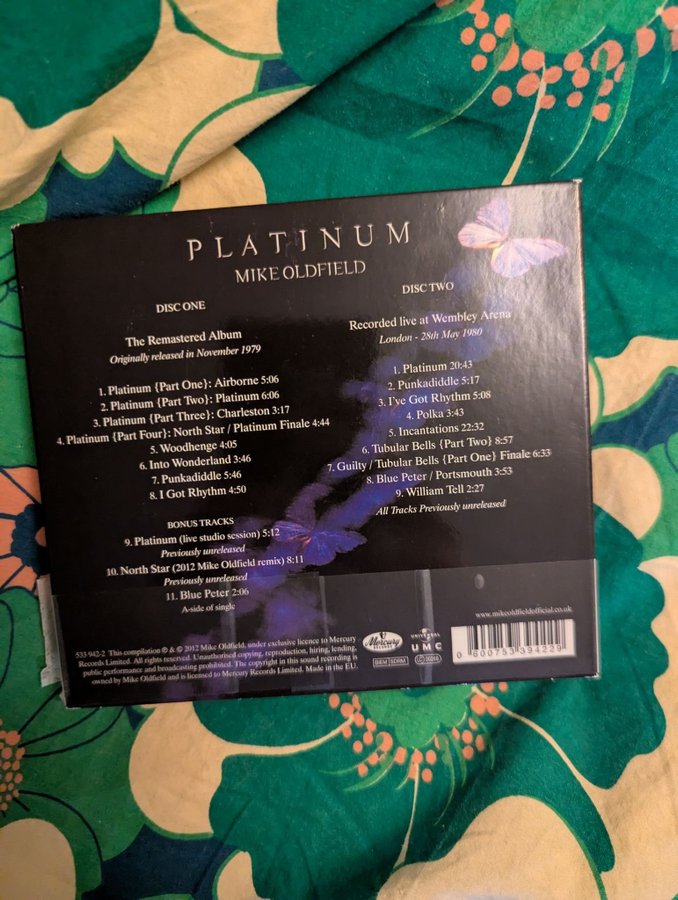 PLATINUM
MIKE OLDFIELD
DISC ONE
The Remastered Album
Originally released in November 1979
1. Platinum {Part One}: Airborne 5:06
2. Platinum {Part Two}: Platinum 6:06
3. Platinum {Part Three}: Charleston 3:17
4. Platinum {Part Four}: North Star / Platinum Finale 4:44
5. Woodhenge 4:05
6. Into Wonderland 3:46
7. Punkadiddle 5:46
8. I Got Rhythm 4:50
BONUS TRACKS
9. Platinum (live studio session) 5:12
Previously unreleased
10. North Star (2012 Mike Oldfield remix) 8:11
Previously unreleased
11. Blue Peter 2:06
A-side of single
DISC TWO
Recorded live at Wembley Arena
London - 28th May 1980
1. Platinum 20:43
2. Punkadiddle 5:17
3. I've Got Rhythm 5:08
4. Polka 3:43
5. Incantations 22:32
6. Tubular Bells {Part Two} 8:57
7. Guilty / Tubular Bells {Part One} Finale 6:33
8. Blue Peter / Portsmouth 3:53
9. William Tell 2:27
All Tracks Previously unreleased
533 942-2 This compilation ℗ & © 2012 Mike Oldfield, under exclusive licence to Mercury
Records Limited. All rights reserved. Unauthorised copying, reproduction, hiring, lending,
public performance and broadcasting prohibited. The copyright in this sound recording is
owned by Mike Oldfield and is licensed to Mercury Records Limited. Made in the EU.
Mercury
RECORDS
BIEM SDRM
UNIVERSAL
UMC
LC 00268
www.mikeoldfieldofficial.co.uk
0 600753 394229